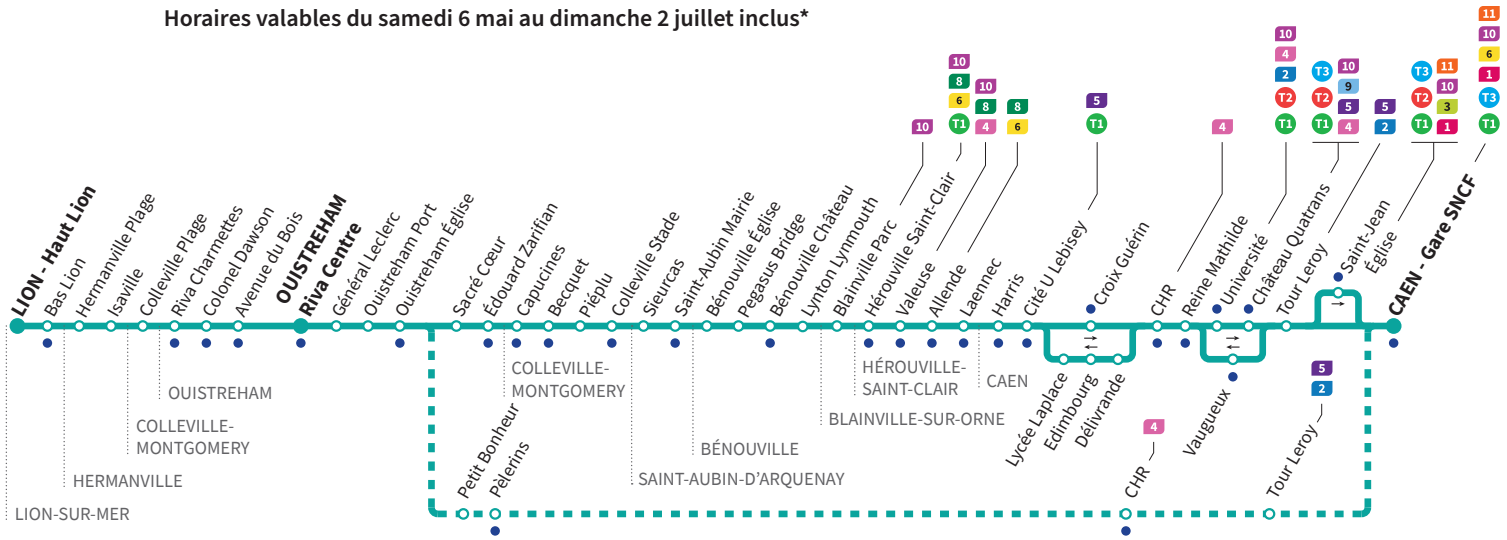 Horaires valables du samedi 6 mai au dimanche 2 juillet inclus*
LION - Haut Lion
Bas Lion
Hermanville Plage
Isaville
Colleville Plage
Riva Charmettes
Colonel Dawson
Avenue du Bois
OUISTREHAM
Riva Centre
Général Leclerc
Ouistreham Port
Ouistreham Église
Sacré Cœur
Édouard Zarifian
Capucines
Becquet
Piéplu
Colleville Stade
Sieurcas
Saint-Aubin Mairie
Bénouville Église
Pegasus Bridge
Bénouville Château
Lynton Lynmouth
10
Blainville Parc
10
8
6
T1
Hérouville Saint-Clair
10
8
4
Valeuse
8
6
Allende
Laennec
Harris
Cité U Lebisey
5
T1
Croix Guérin
4
CHR
Reine Mathilde
10
4
2
T2
T1
Université
T3 10
T2 9
5
T1 4
Château Quatrans
5
2
Tour Leroy
T3 11
T2 10
3
T1 1
Saint-Jean
Église
11
10
6
1
T3
T1
CAEN - Gare SNCF
→
←
→
←
→
Lycée Laplace
Edimbourg
Délivrande
Vaugueux
LION-SUR-MER
HERMANVILLE
COLLEVILLE-
MONTGOMERY
OUISTREHAM
COLLEVILLE-
MONTGOMERY
SAINT-AUBIN-D'ARQUENAY
BÉNOUVILLE
BLAINVILLE-SUR-ORNE
HÉROUVILLE-
SAINT-CLAIR
CAEN
Petit Bonheur
Pèlerins
4
CHR
5
2
Tour Leroy